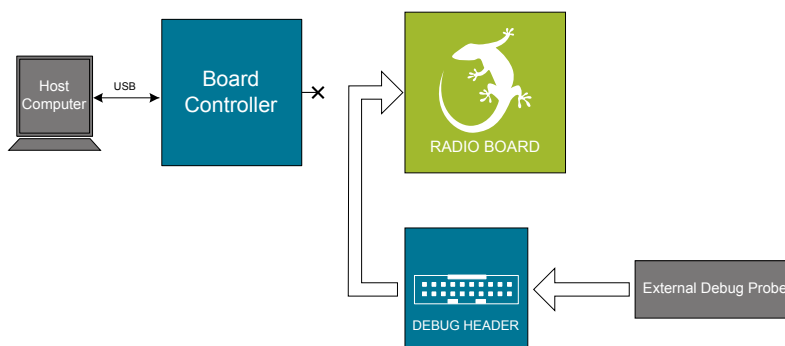 Host
Computer
USB
Board
Controller
RADIO BOARD
DEBUG HEADER
External Debug Probe